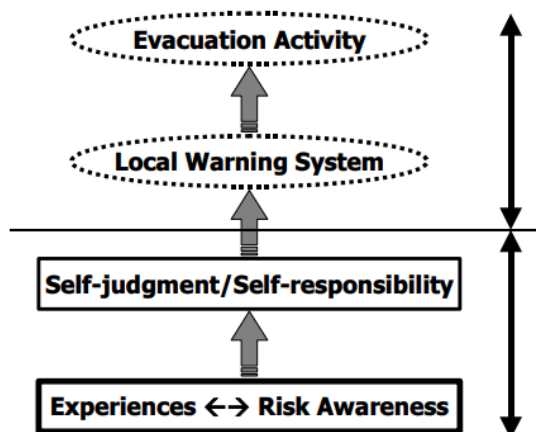 Evacuation Activity
Local Warning System
Self-judgment/Self-responsibility
Experiences ←→ Risk Awareness